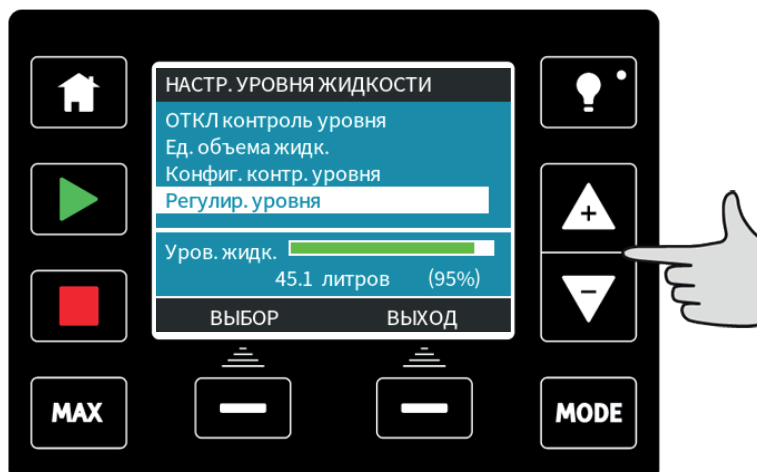 НАСТР. УРОВНЯ ЖИДКОСТИ
ОТКЛ контроль уровня
Ед. объема жидк.
Конфиг. контр. уровня
Регулир. уровня
Уров. жидк.
45.1 литров (95%)
ВЫБОР ВЫХОД
+
−
MAX
MODE